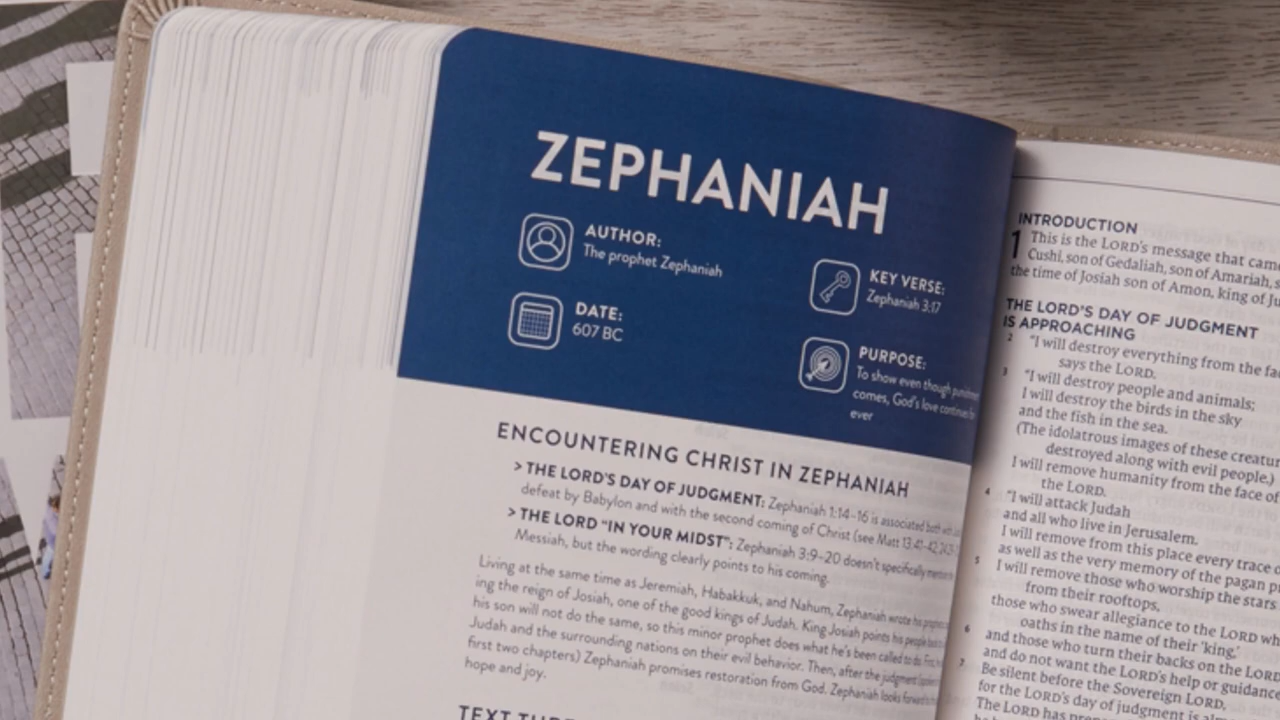 ZEPHANIAH
AUTHOR:
The prophet Zephaniah
DATE:
607 BC
KEY VERSE:
Zephaniah 3:17
PURPOSE:
To show even though punishment
comes, God's love continues for
ever
ENCOUNTERING CHRIST IN ZEPHANIAH
> THE LORD'S DAY OF JUDGMENT: Zephaniah 1:14–16 is associated both with
defeat by Babylon and with the second coming of Christ (see Matt 13:41–42
> THE LORD "IN YOUR MIDST": Zephaniah 3:9–20 doesn't specifically mention
Messiah, but the wording clearly points to his coming.
Living at the same time as Jeremiah, Habakkuk, and Nahum, Zephaniah wrote his
ing the reign of Josiah, one of the good kings of Judah. King Josiah points his people
his son will not do the same, so this minor prophet does what he's been called to do. First,
Judah and the surrounding nations on their evil behavior. Then, after the judgment
first two chapters) Zephaniah promises restoration from God. Zephaniah looks forward
hope and joy.
INTRODUCTION
1 This is the LORD's message that came
Cushi, son of Gedaliah, son of Amariah,
the time of Josiah son of Amon, king of
THE LORD'S DAY OF JUDGMENT
IS APPROACHING
2 "I will destroy everything from the
says the LORD.
3 "I will destroy people and animals;
I will destroy the birds in the sky
and the fish in the sea.
(The idolatrous images of these
destroyed along with evil people.)
I will remove humanity from the face of
the LORD.
4 "I will attack Judah
and all who live in Jerusalem.
I will remove from this place every trace
as well as the very memory of the pagan
5 I will remove those who worship the stars
from their rooftops,
those who swear allegiance to the LORD
oaths in the name of their 'king,'
6 and those who turn their backs on the LORD
and do not want the LORD's help or guidance
7 Be silent before the Sovereign LORD,
for the LORD's day of judgment is
The LORD has